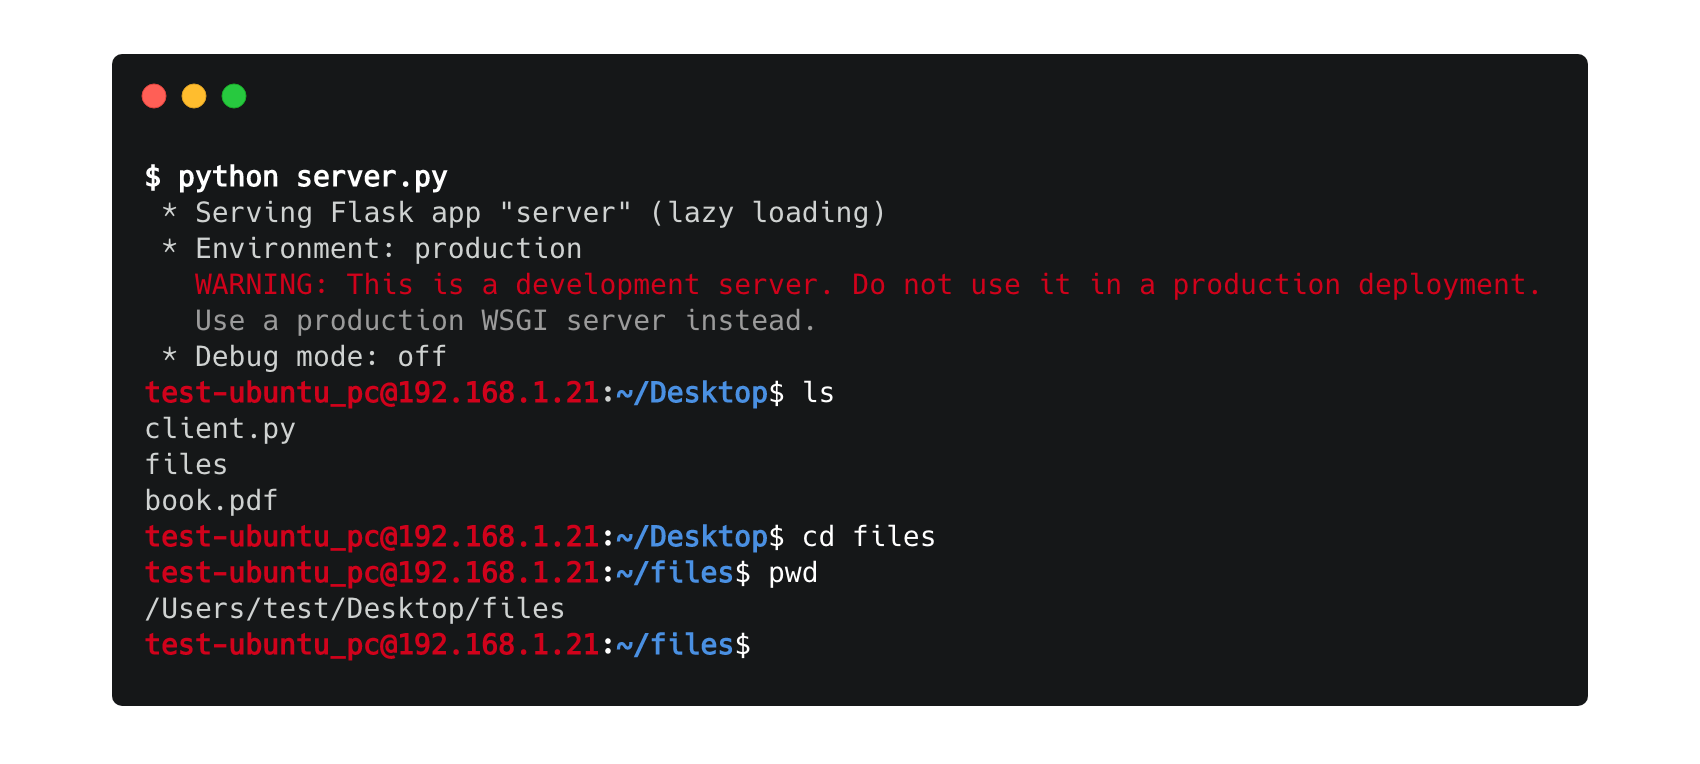 $ python server.py
 * Serving Flask app "server" (lazy loading)
 * Environment: production
   WARNING: This is a development server. Do not use it in a production deployment.
   Use a production WSGI server instead.
 * Debug mode: off
test-ubuntu_pc@192.168.1.21:~/Desktop$ ls
client.py
files
book.pdf
test-ubuntu_pc@192.168.1.21:~/Desktop$ cd files
test-ubuntu_pc@192.168.1.21:~/files$ pwd
/Users/test/Desktop/files
test-ubuntu_pc@192.168.1.21:~/files$